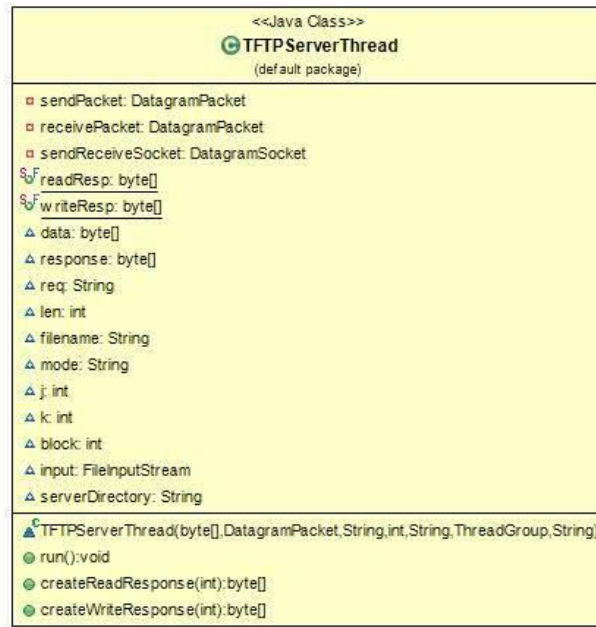 <<Java Class>>
C TFTPServerThread
(default package)
sendPacket: DatagramPacket
receivePacket: DatagramPacket
sendReceiveSocket: DatagramSocket
S F readResp: byte[]
S F writeResp: byte[]
data: byte[]
response: byte[]
req: String
len: int
filename: String
mode: String
j: int
k: int
block: int
input: FileInputStream
serverDirectory: String
C TFTPServerThread(byte[],DatagramPacket,String,int,String,ThreadGroup,String)
run():void
createReadResponse(int):byte[]
createWriteResponse(int):byte[]